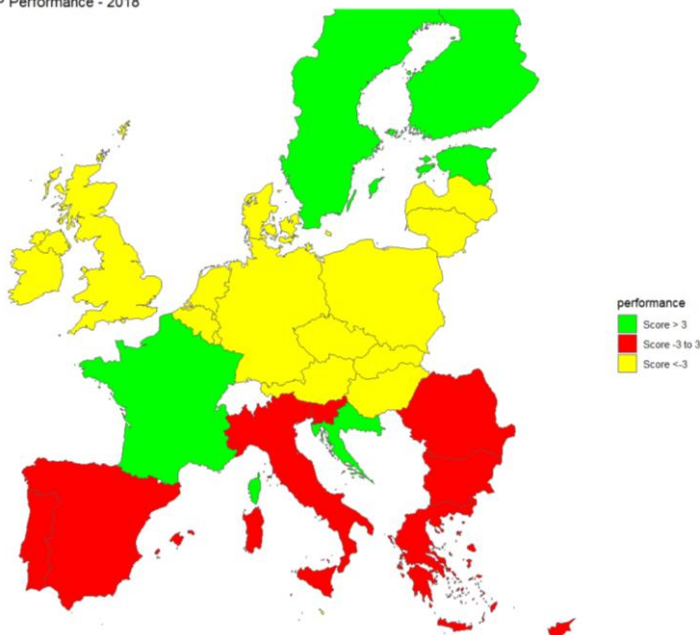 P Performance - 2018
performance
Score > 3
Score -3 to 3
Score <-3